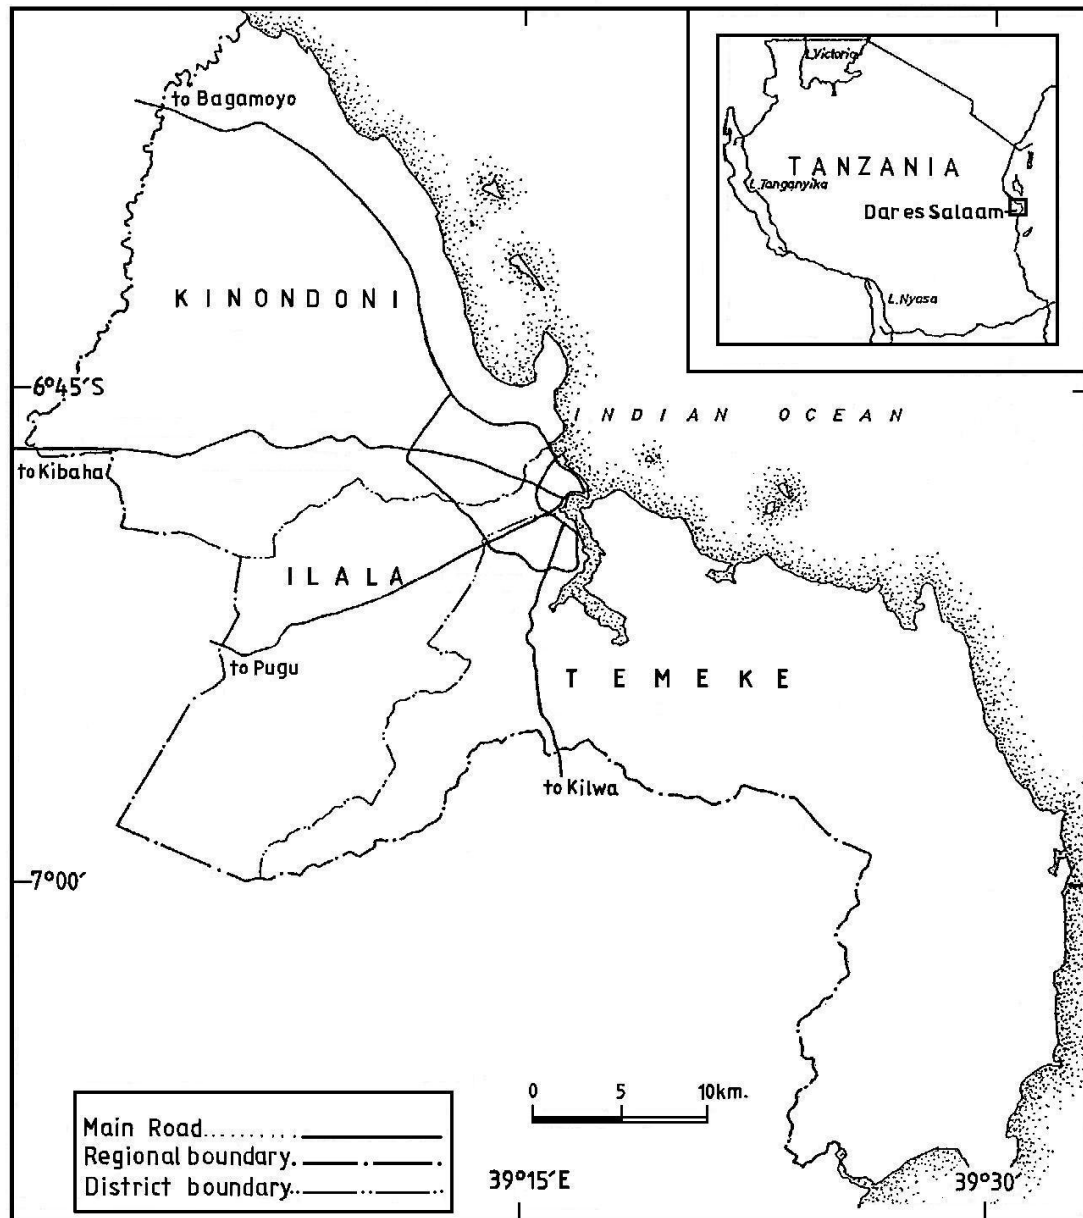 L.Victoria
to Bagamoyo
TANZANIA
L.Tanganyika
Dar es Salaam
KINONDONI
L.Nyasa
6°45′S
INDIAN OCEAN
to Kibaha
ILALA
to Pugu
TEMEKE
to Kilwa
7°00′
0 5 10km.
Main Road
Regional boundary
District boundary
39°15′E
39°30′